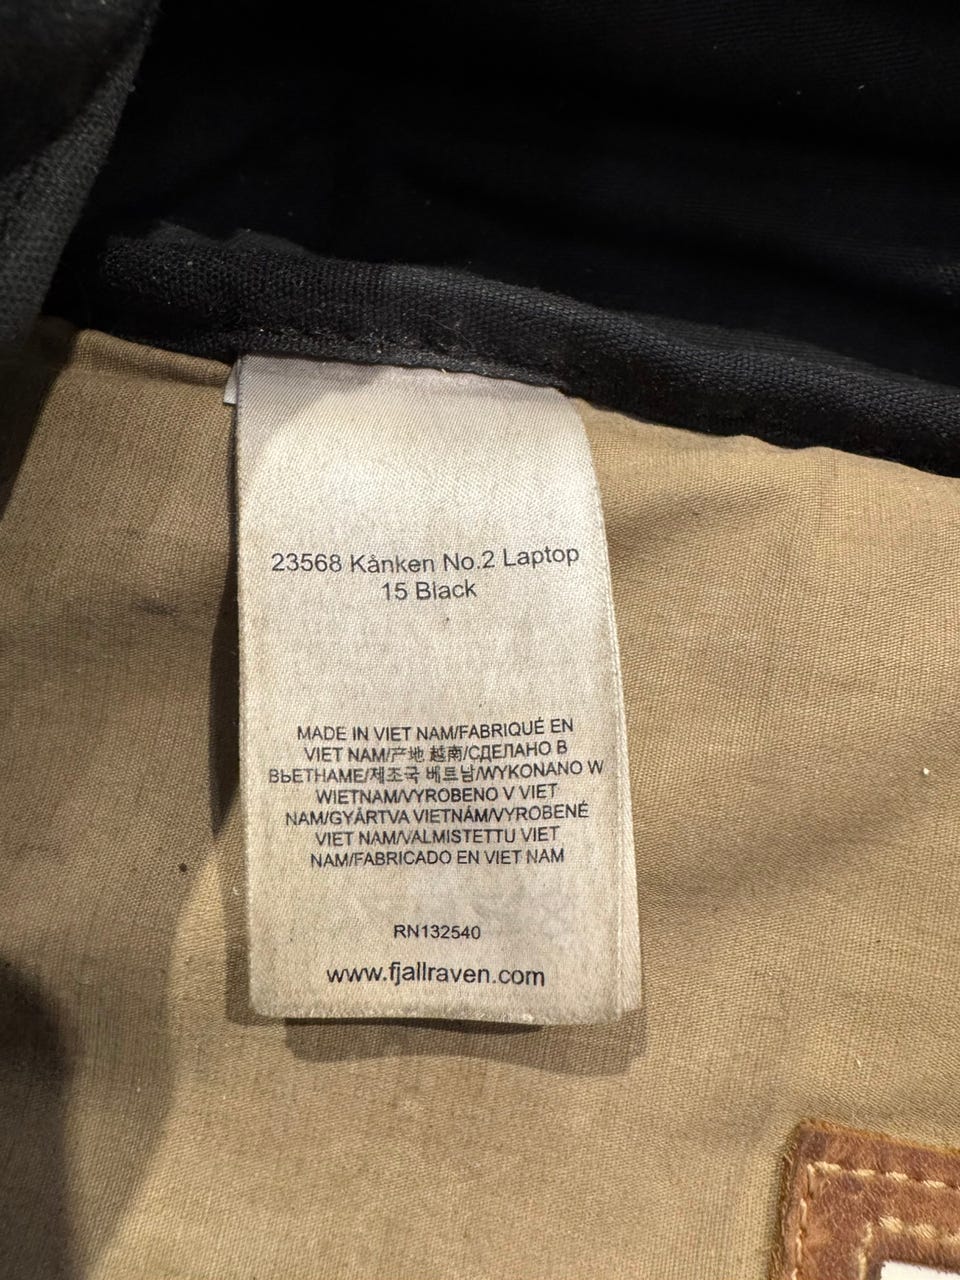 23568 Kånken No.2 Laptop
15 Black
MADE IN VIET NAM/FABRIQUÉ EN
VIET NAM/产地 越南/СДЕЛАНО В
ВЬЕТНАМЕ/제조국 베트남/WYKONANO W
WIETNAM/VYROBENO V VIET
NAM/GYÁRTVA VIETNÁM/VYROBENÉ
VIET NAM/VALMISTETTU VIET
NAM/FABRICADO EN VIET NAM
RN132540
www.fjallraven.com